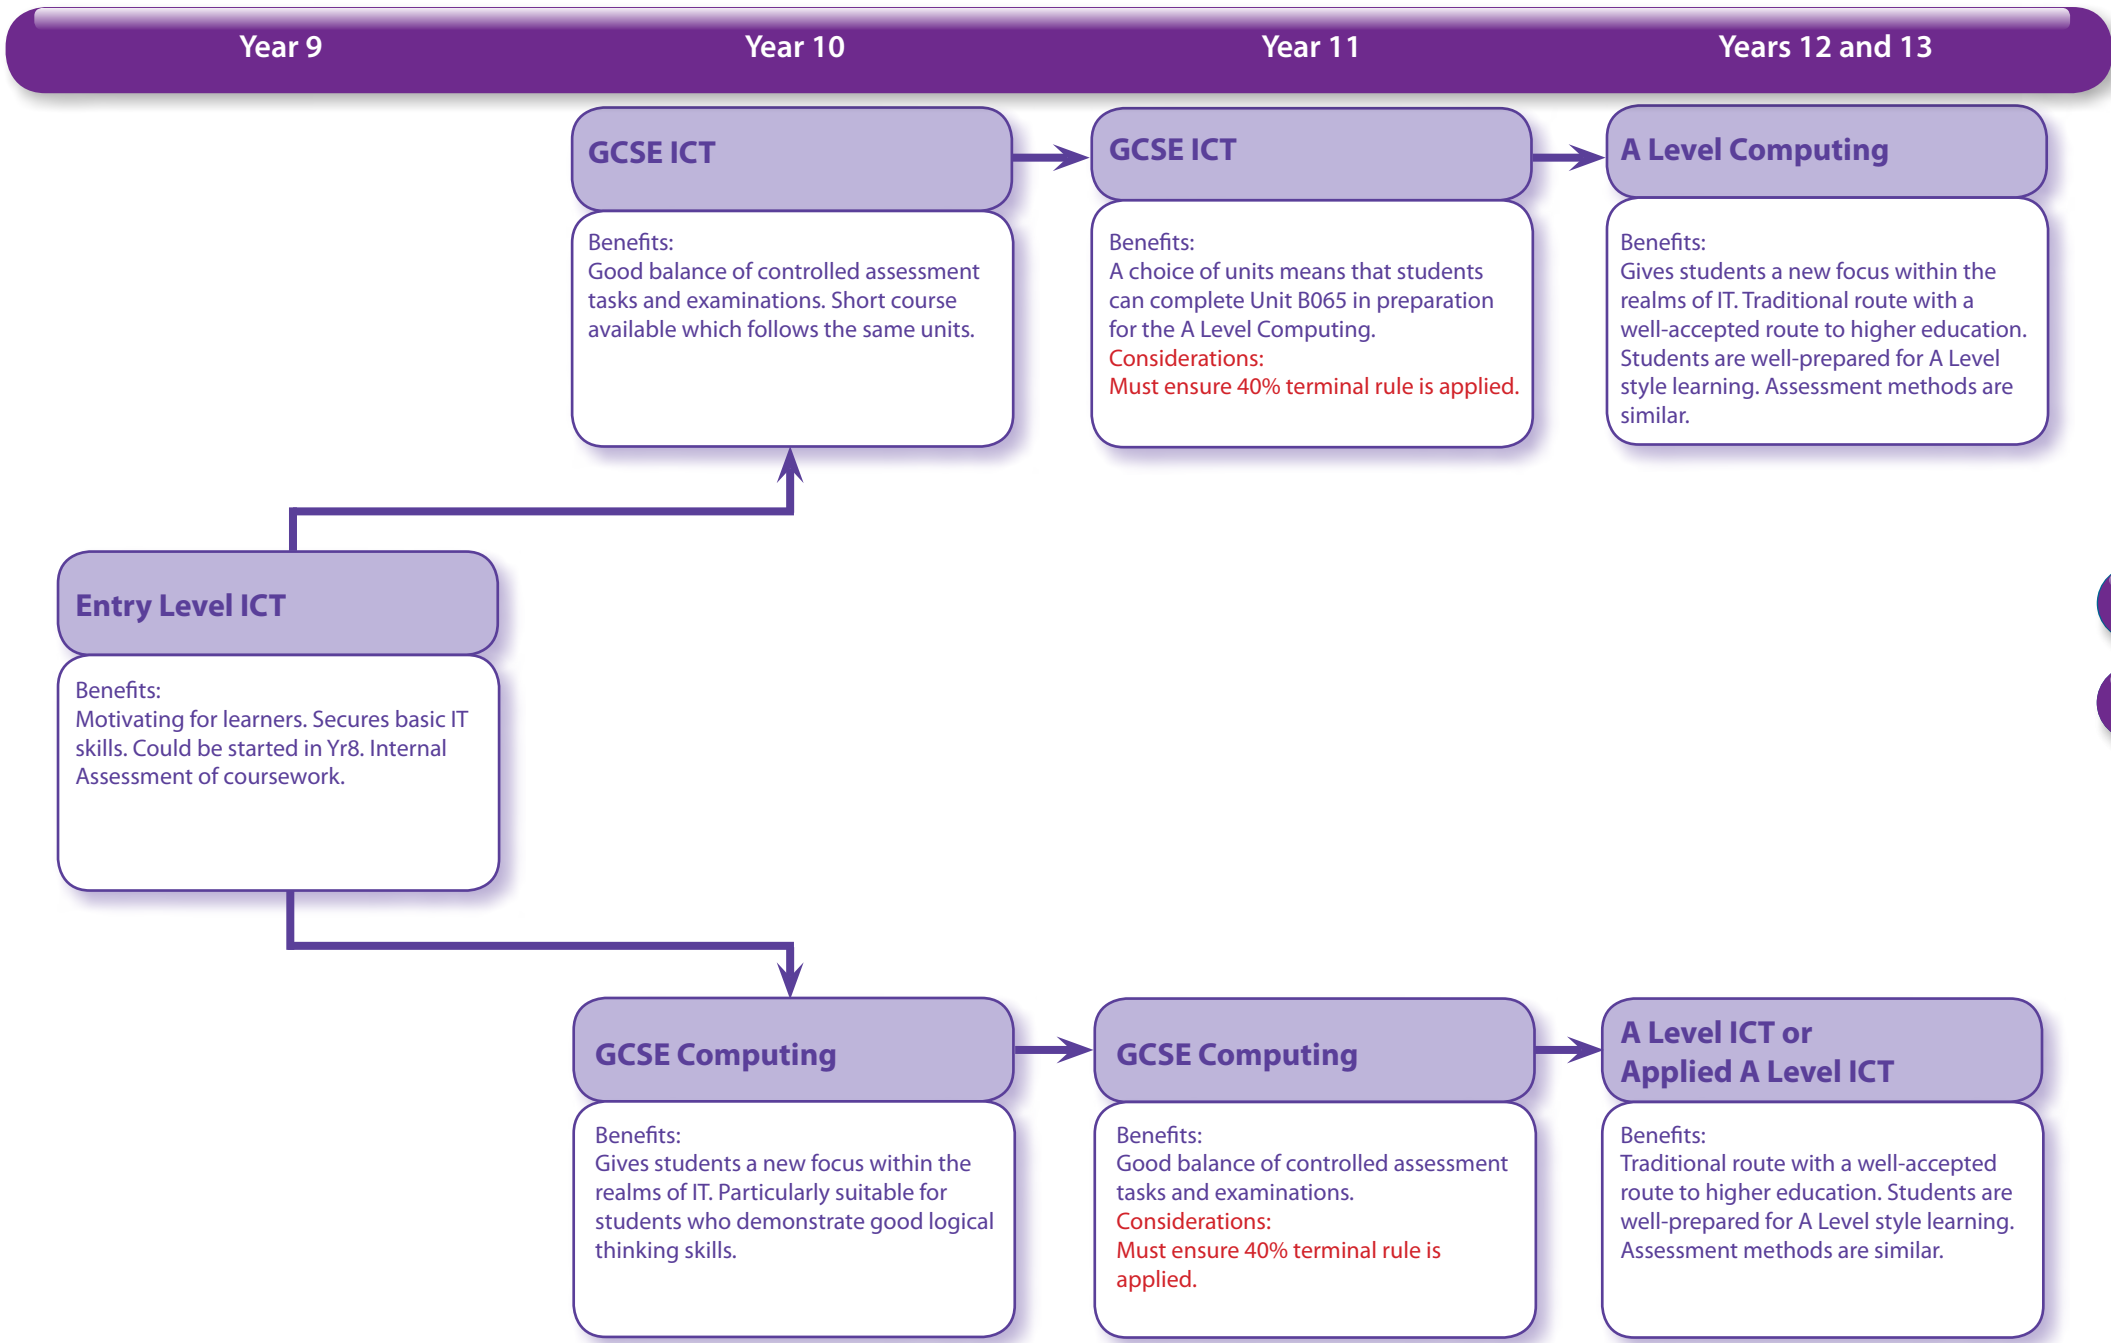 Year 9
Year 10
Year 11
Years 12 and 13
GCSE ICT
Benefits:
Good balance of controlled assessment
tasks and examinations. Short course
available which follows the same units.
GCSE ICT
Benefits:
A choice of units means that students
can complete Unit B065 in preparation
for the A Level Computing.
Considerations:
Must ensure 40% terminal rule is applied.
A Level Computing
Benefits:
Gives students a new focus within the
realms of IT. Traditional route with a
well-accepted route to higher education.
Students are well-prepared for A Level
style learning. Assessment methods are
similar.
Entry Level ICT
Benefits:
Motivating for learners. Secures basic IT
skills. Could be started in Yr8. Internal
Assessment of coursework.
GCSE Computing
Benefits:
Gives students a new focus within the
realms of IT. Particularly suitable for
students who demonstrate good logical
thinking skills.
GCSE Computing
Benefits:
Good balance of controlled assessment
tasks and examinations.
Considerations:
Must ensure 40% terminal rule is
applied.
A Level ICT or
Applied A Level ICT
Benefits:
Traditional route with a well-accepted
route to higher education. Students are
well-prepared for A Level style learning.
Assessment methods are similar.